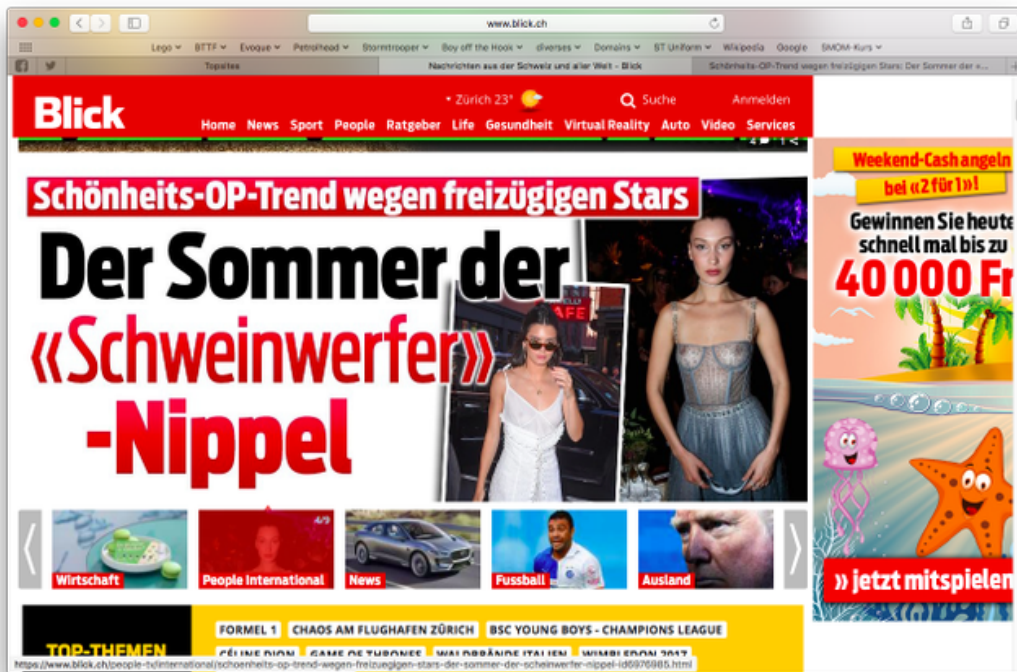 www.blick.ch
Lego BTTF Evoque Petrolhead Stormtrooper Boy off the Hook diverses Domains ST Uniform Wikipedia Google SMOM-Kurs
Topsites
Nachrichten aus der Schweiz und aller Welt - Blick
Schönheits-OP-Trend wegen freizügigen Stars: Der Sommer der «...
Blick
Zürich 23°
Suche
Anmelden
Home News Sport People Ratgeber Life Gesundheit Virtual Reality Auto Video Services
4 1
Schönheits-OP-Trend wegen freizügigen Stars
Der Sommer der
«Schweinwerfer»
-Nippel
AFE
Weekend-Cash angeln
bei «2 für 1»!
Gewinnen Sie heute
schnell mal bis zu
40 000 Fr
» jetzt mitspielen
4/9
Wirtschaft
People International
News
Fussball
Ausland
TOP-THEMEN
FORMEL 1 CHAOS AM FLUGHAFEN ZÜRICH BSC YOUNG BOYS - CHAMPIONS LEAGUE
CÉLINE DION GAME OF THRONES WALDBRÄNDE ITALIEN WIMBLEDON 2017
https://www.blick.ch/people-tv/international/schoenheits-op-trend-wegen-freizuegigen-stars-der-sommer-der-scheinwerfer-nippel-id6976985.html